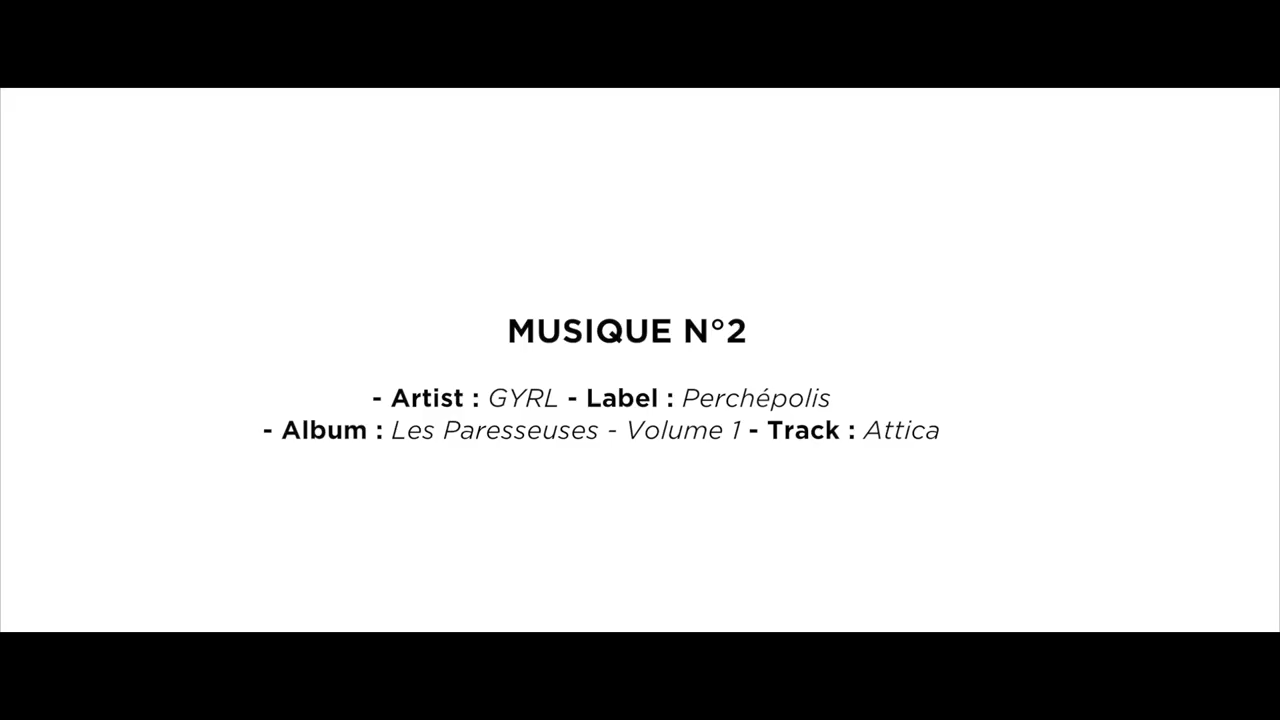 MUSIQUE N°2
- Artist : GYRL - Label : Perchépolis
- Album : Les Paresseuses - Volume 1 - Track : Attica